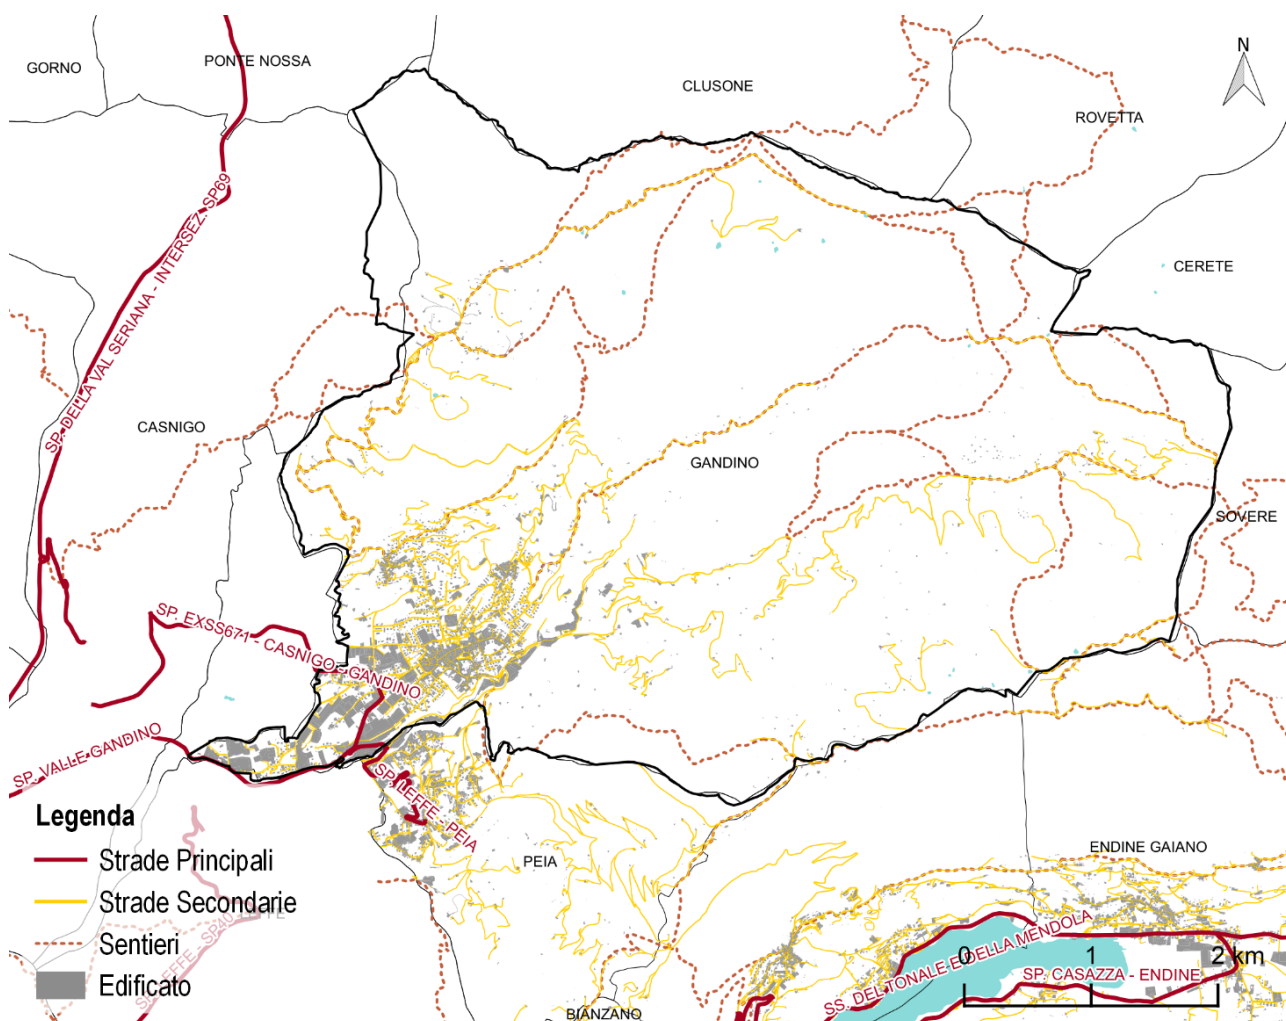 GORNO
PONTE NOSSA
CLUSONE
N
ROVETTA
SP. DELLA VAL SERIANA - INTERSEZ. SP69
CERETE
CASNIGO
GANDINO
SOVERE
SP. EXSS671 - CASNIGO - GANDINO
SP. VALLE GANDINO
SP. LEFFE - PEIA
PEIA
ENDINE GAIANO
SS. DEL TONALE E DELLA MENDOLA
SP. CASAZZA - ENDINE
0 1 2 km
BIANZANO
Legenda
Strade Principali
Strade Secondarie
Sentieri
Edificato